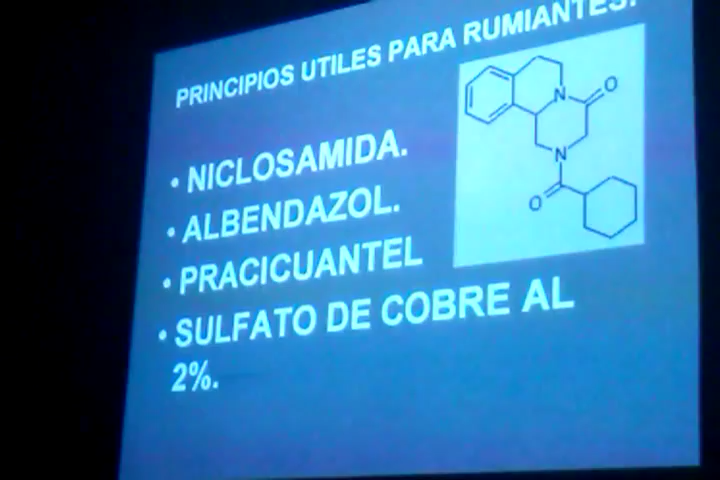 PRINCIPIOS UTILES PARA RUMIANTES.
• NICLOSAMIDA.
• ALBENDAZOL.
• PRACICUANTEL
• SULFATO DE COBRE AL
2%.
N
O
N
O